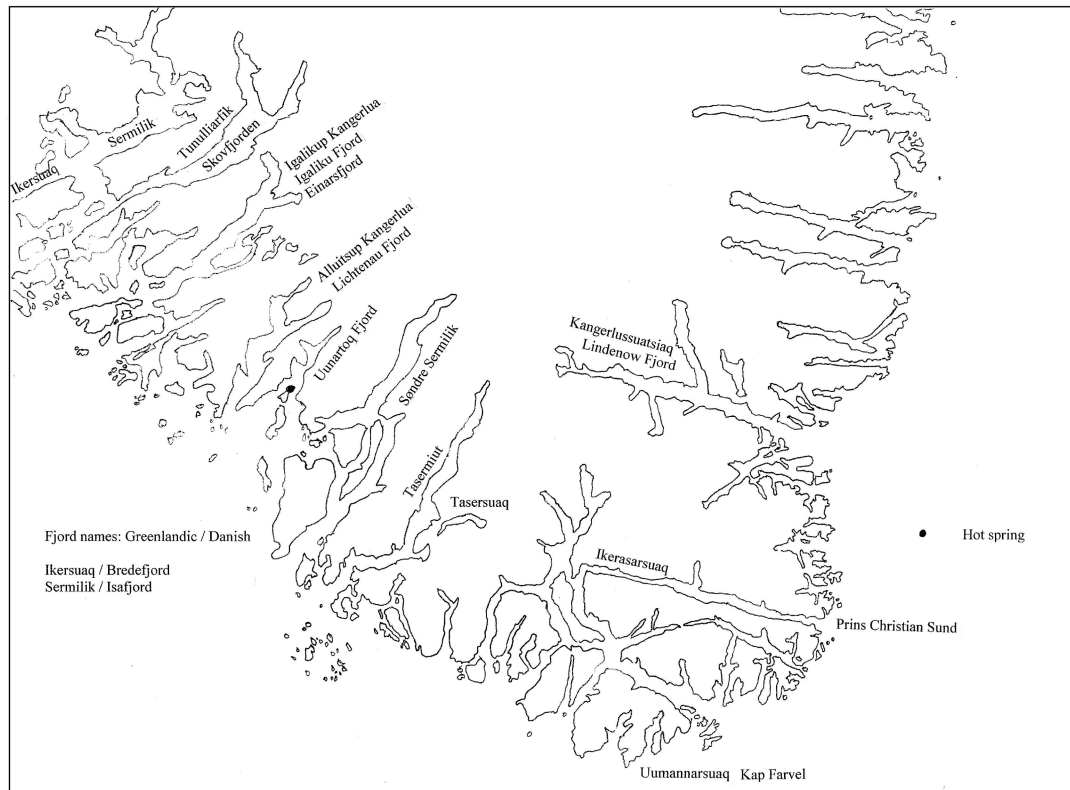 Ikersuaq
Sermilik
Tunulliarfik
Skovfjorden
Igalikup Kangerlua
Igaliku Fjord
Einarsfjord
Alluitsup Kangerlua
Lichtenau Fjord
Uunartoq Fjord
Søndre Sermilik
Kangerlussuatsiaq
Lindenow Fjord
Tasermiut
Tasersuaq
Fjord names: Greenlandic / Danish
Ikersuaq / Bredefjord
Sermilik / Isafjord
Hot spring
Ikerasarsuaq
Prins Christian Sund
Uumannarsuaq Kap Farvel